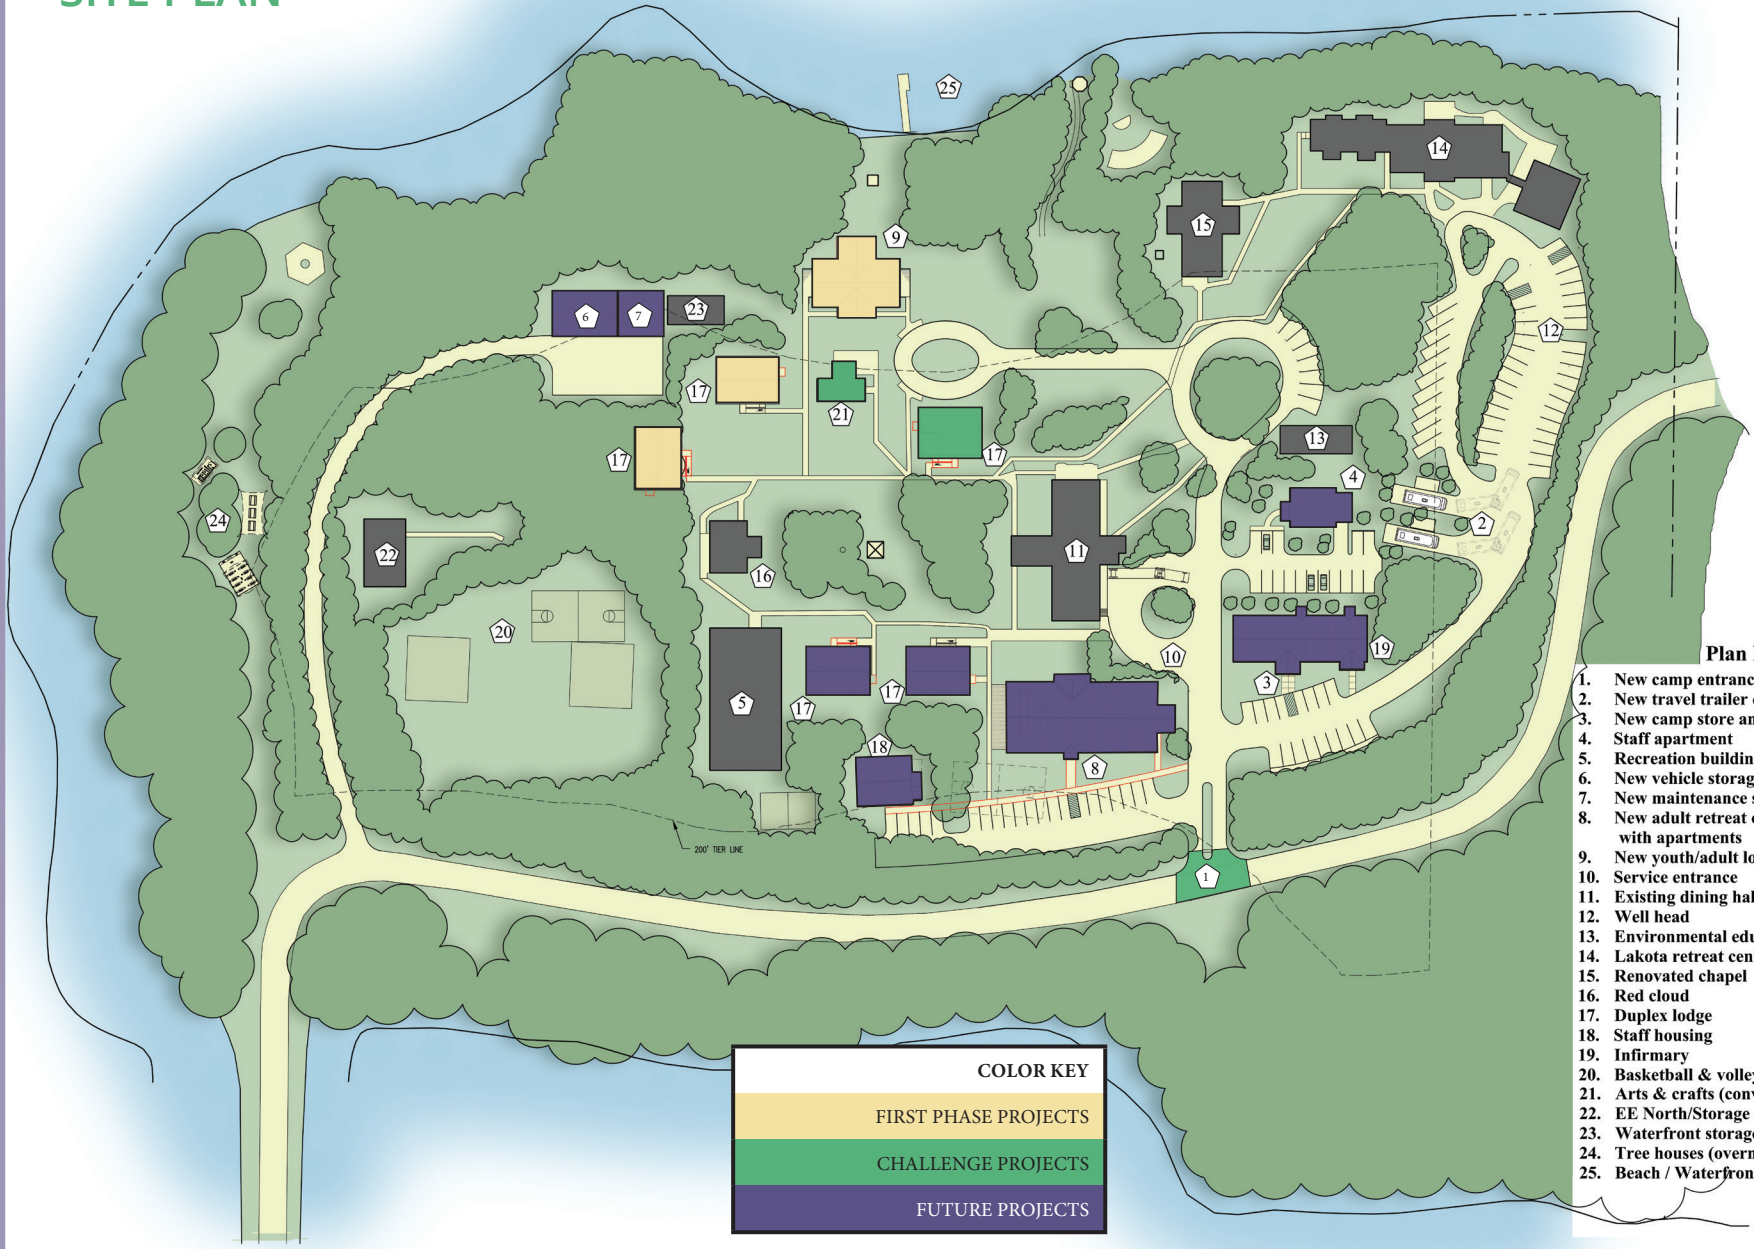 SITE PLAN
25
14
15
9
12
6
7
23
17
21
17
17
13
4
2
24
22
11
16
20
10
19
3
5
17
17
18
8
200' TIER LINE
1
Plan
1. New camp entranc
2. New travel trailer
3. New camp store an
4. Staff apartment
5. Recreation buildin
6. New vehicle storag
7. New maintenance s
8. New adult retreat
with apartments
9. New youth/adult lo
10. Service entrance
11. Existing dining hal
12. Well head
13. Environmental edu
14. Lakota retreat cen
15. Renovated chapel
16. Red cloud
17. Duplex lodge
18. Staff housing
19. Infirmary
20. Basketball & volley
21. Arts & crafts (conv
22. EE North/Storage
23. Waterfront storage
24. Tree houses (overn
25. Beach / Waterfron
COLOR KEY
FIRST PHASE PROJECTS
CHALLENGE PROJECTS
FUTURE PROJECTS